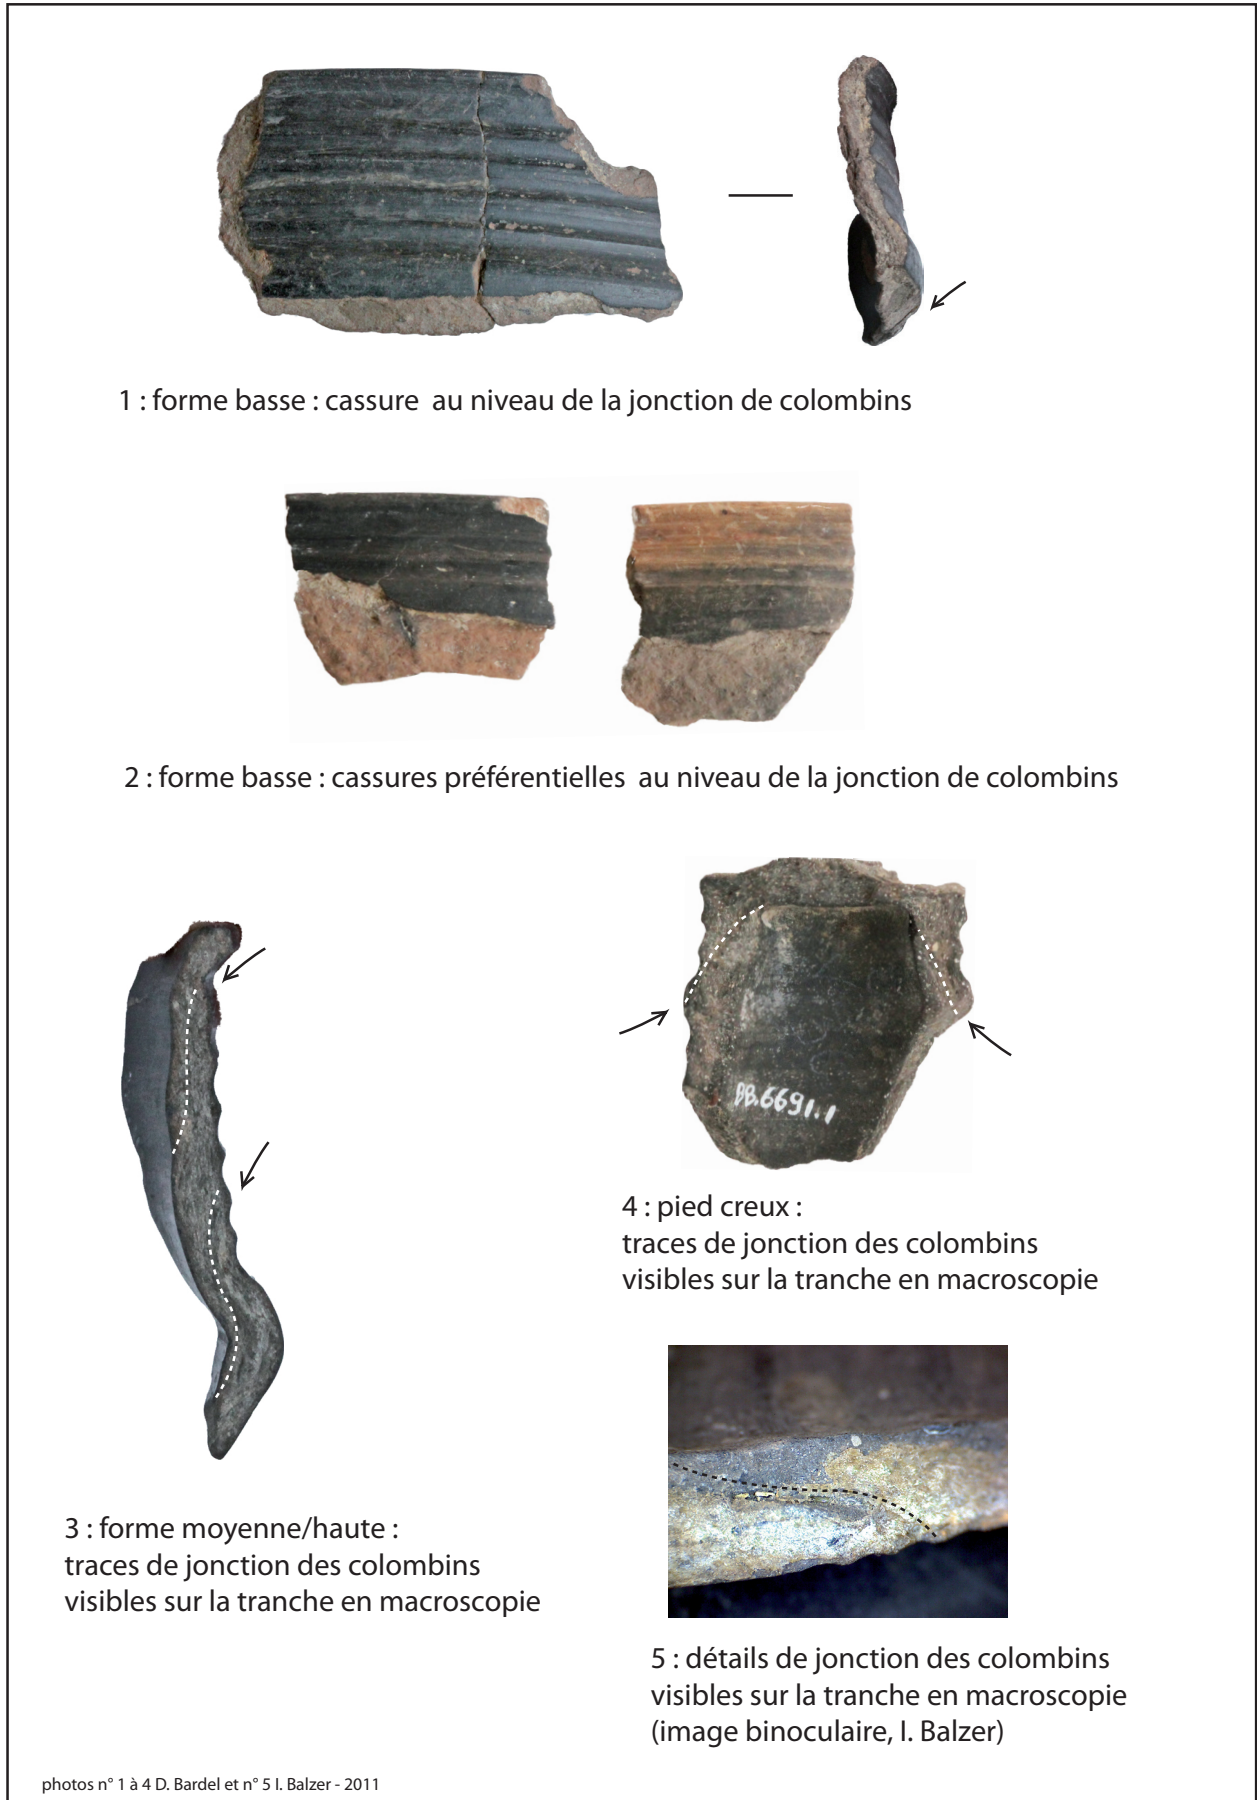 1 : forme basse : cassure  au niveau de la jonction de colombins
2 : forme basse : cassures préférentielles  au niveau de la jonction de colombins
BB.6691.1
4 : pied creux :
traces de jonction des colombins
visibles sur la tranche en macroscopie
3 : forme moyenne/haute :
traces de jonction des colombins
visibles sur la tranche en macroscopie
5 : détails de jonction des colombins
visibles sur la tranche en macroscopie
(image binoculaire, I. Balzer)
photos n° 1 à 4 D. Bardel et n° 5 I. Balzer - 2011